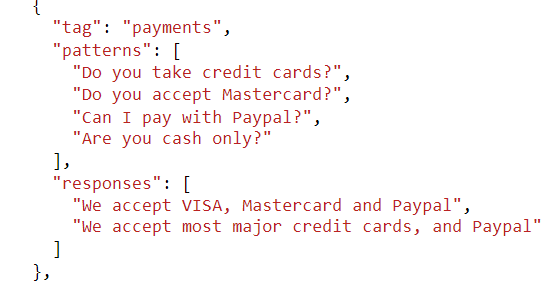 {
"tag": "payments",
"patterns": [
"Do you take credit cards?",
"Do you accept Mastercard?",
"Can I pay with Paypal?",
"Are you cash only?"
],
"responses": [
"We accept VISA, Mastercard and Paypal",
"We accept most major credit cards, and Paypal"
]
},